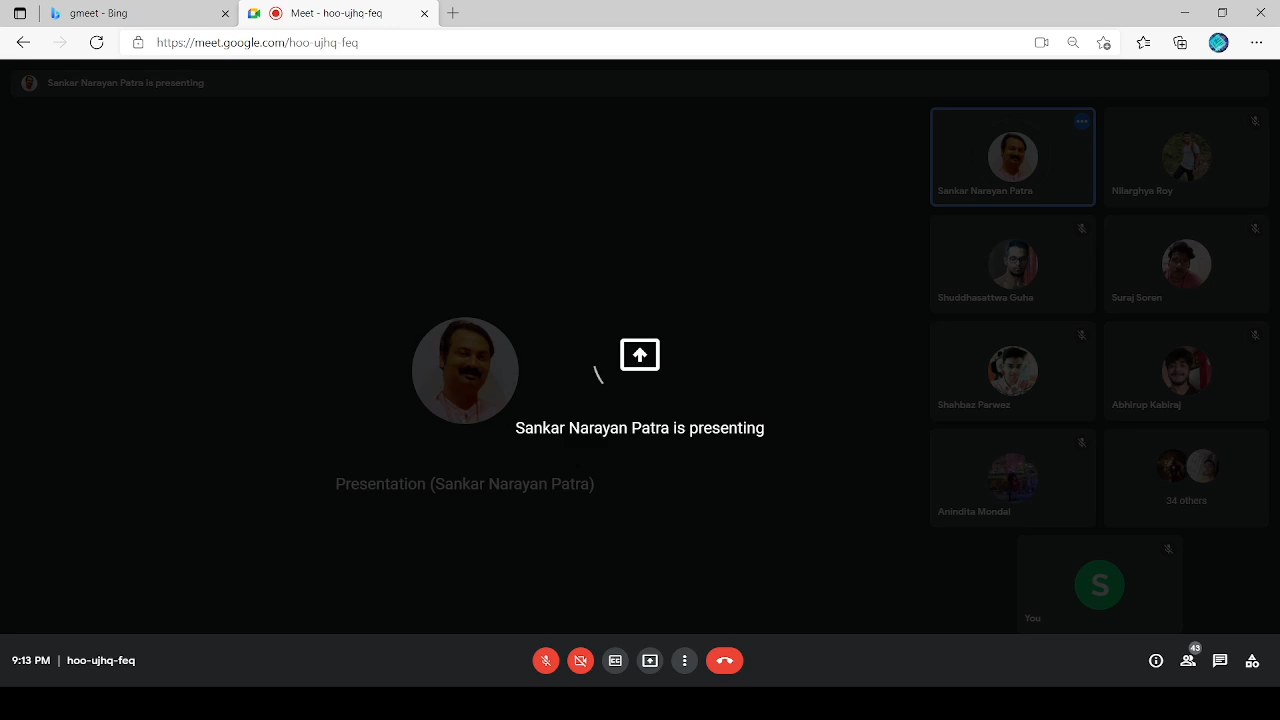 gmeet - Bing
Meet - hoo-ujhq-feq
https://meet.google.com/hoo-ujhq-feq
Sankar Narayan Patra is presenting
Sankar Narayan Patra
Nilarghya Roy
Shuddhasattwa Guha
Suraj Soren
Shahbaz Parwez
Abhirup Kabiraj
Sankar Narayan Patra is presenting
Presentation (Sankar Narayan Patra)
34 others
Anindita Mondal
S
You
9:13 PM | hoo-ujhq-feq
CC
43